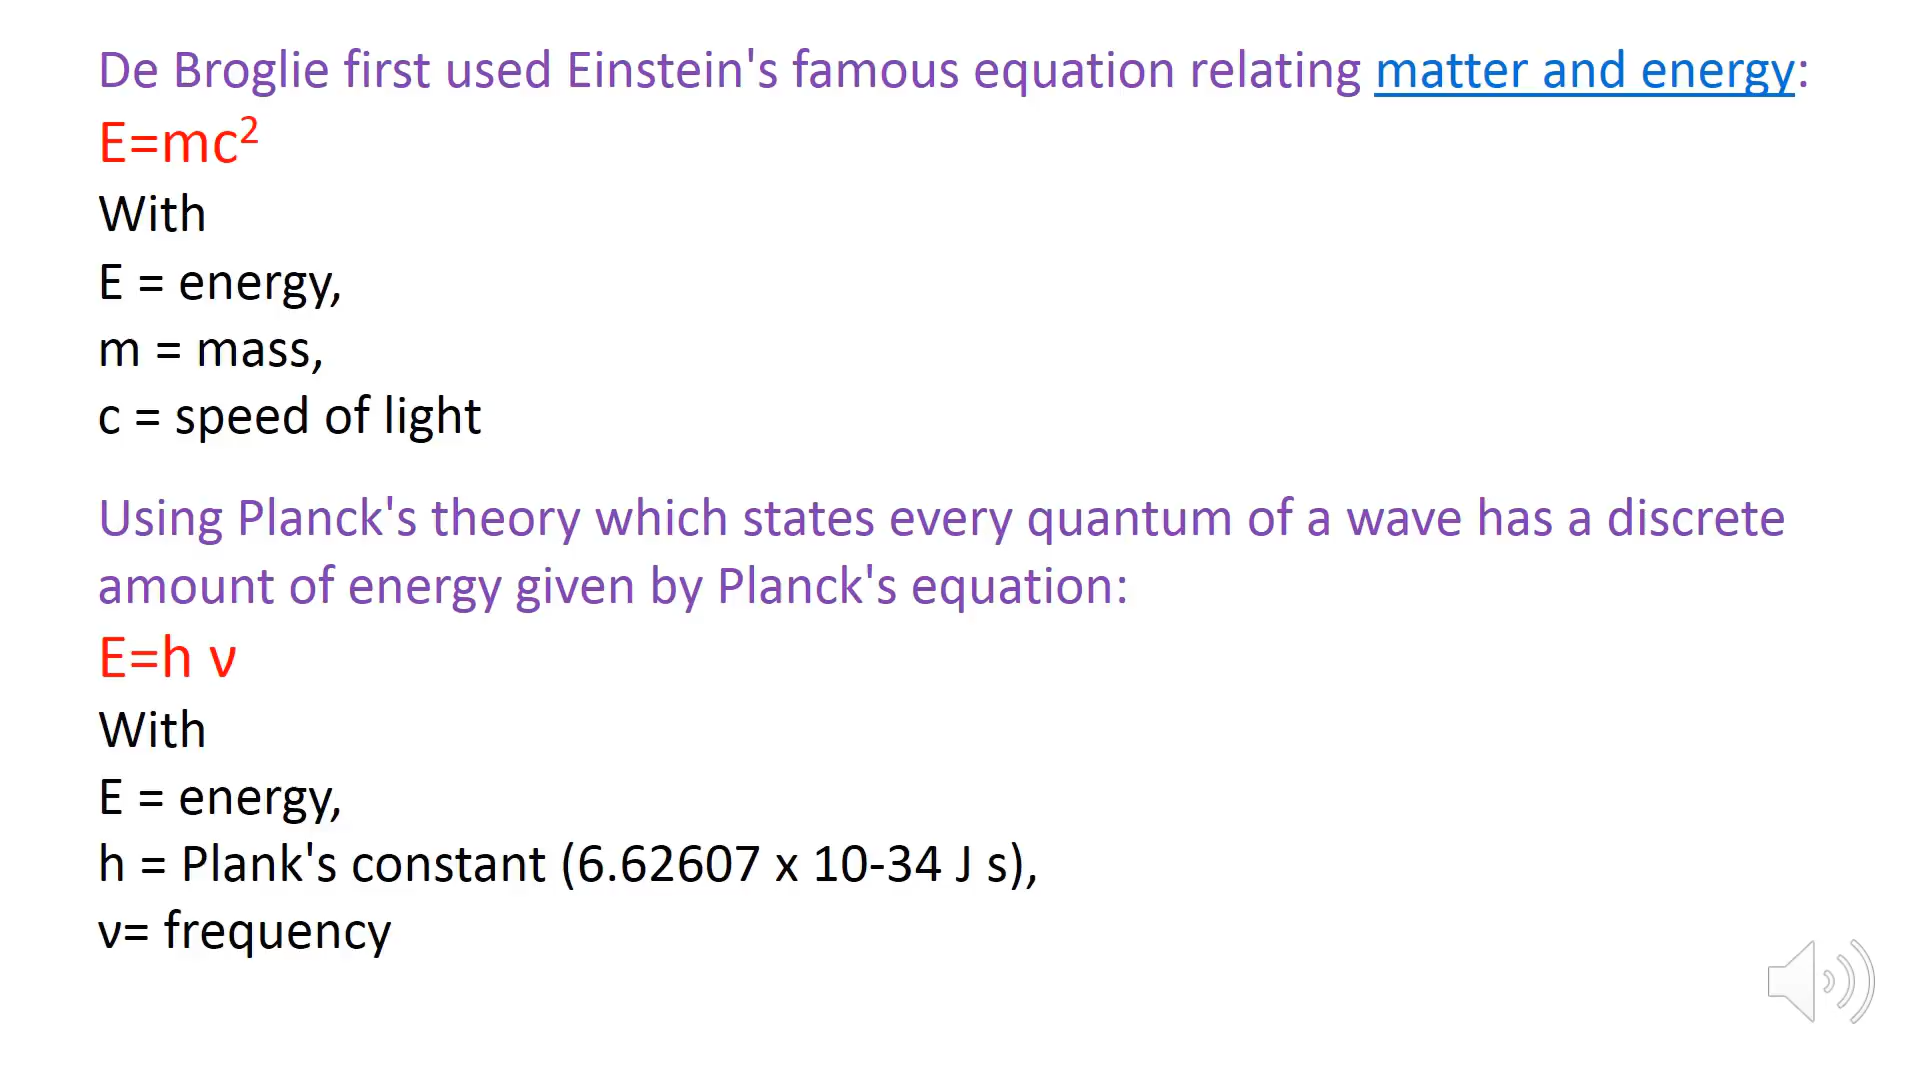 De Broglie first used Einstein's famous equation relating matter and energy:
E=mc²
With
E = energy,
m = mass,
c = speed of light
Using Planck's theory which states every quantum of a wave has a discrete
amount of energy given by Planck's equation:
E=h ν
With
E = energy,
h = Plank's constant (6.62607 x 10-34 J s),
ν= frequency